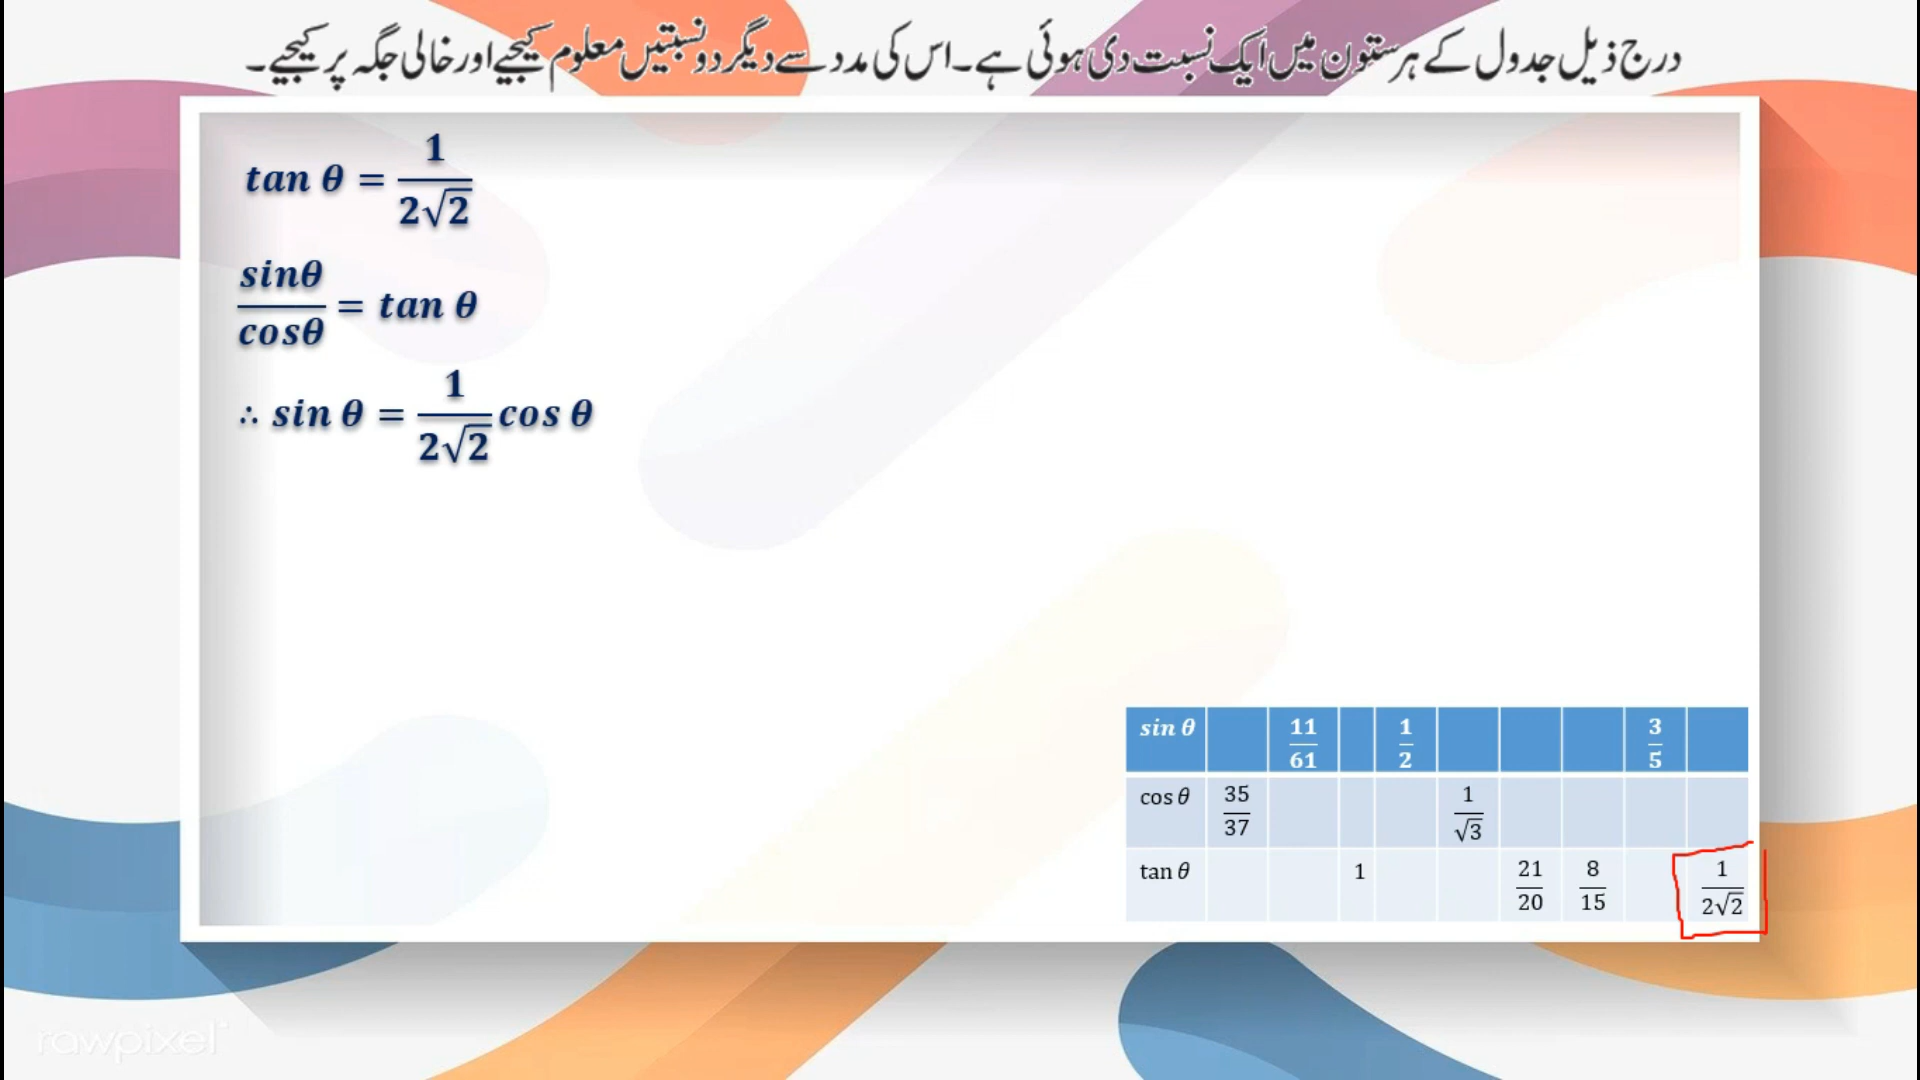 درج ذیل جدول کے ہر ستون میں ایک نسبت دی ہوئی ہے۔ اس کی مدد سے دیگر دو نسبتیں معلوم کیجیے اور خالی جگہ پر کیجیے۔
tan θ = 1/(2√2)
sinθ/cosθ = tan θ
∴ sin θ = 1/(2√2) cos θ
sin θ 11/61 1/2 3/5
cos θ 35/37 1/√3
tan θ 1 21/20 8/15 1/(2√2)
rawpixel